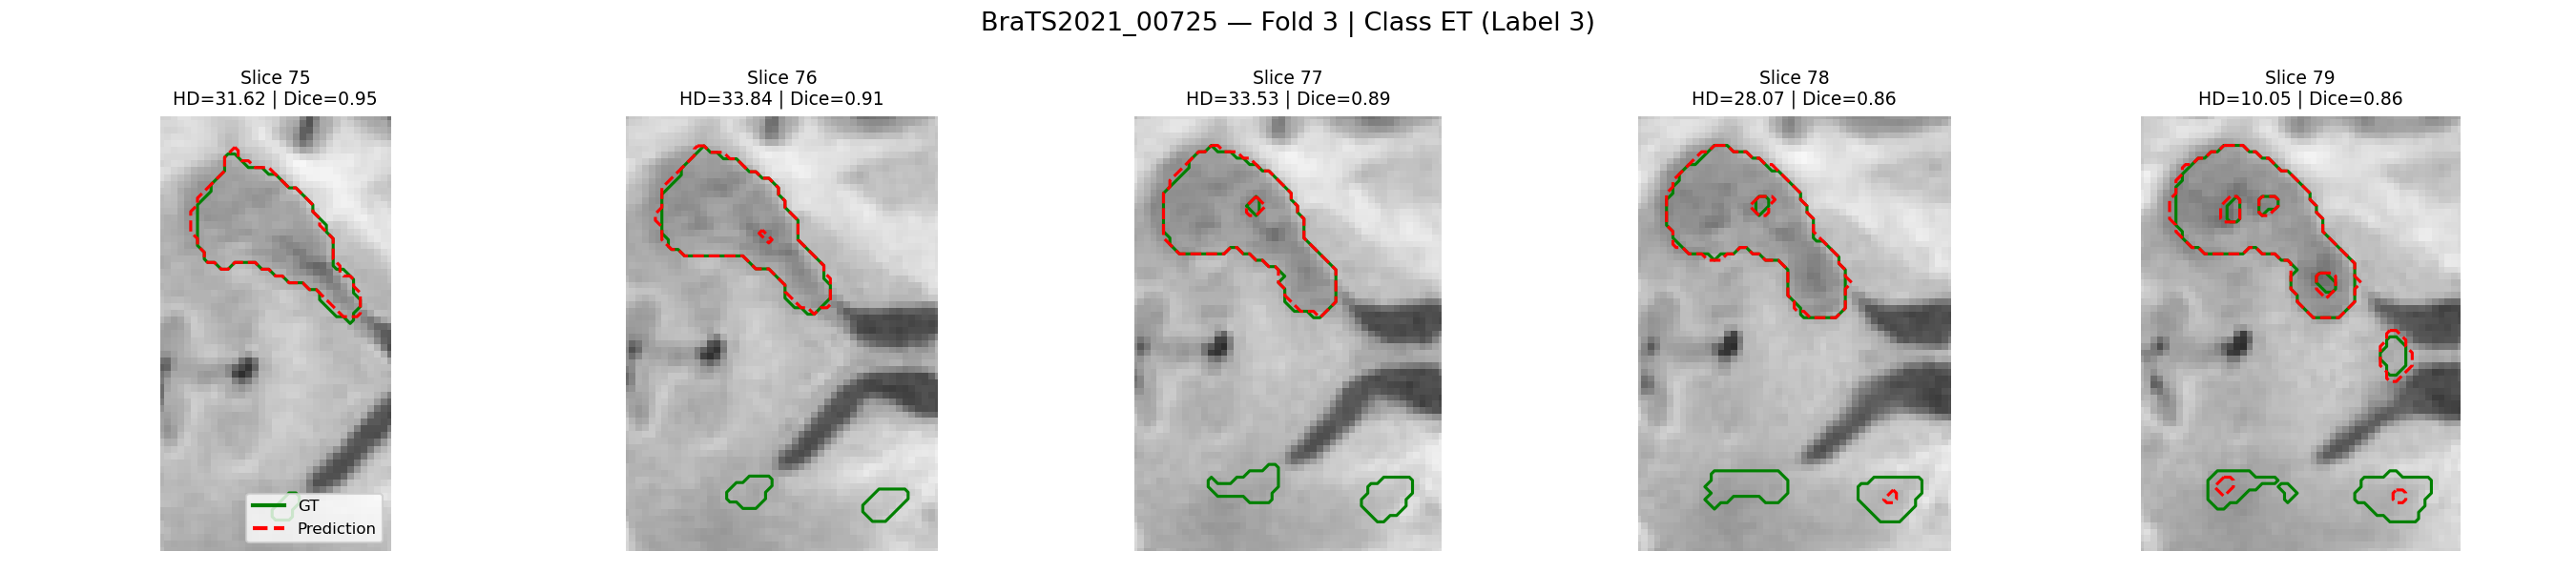 BraTS2021_00725 — Fold 3 | Class ET (Label 3)
Slice 75
HD=31.62 | Dice=0.95
Slice 76
HD=33.84 | Dice=0.91
Slice 77
HD=33.53 | Dice=0.89
Slice 78
HD=28.07 | Dice=0.86
Slice 79
HD=10.05 | Dice=0.86
GT
Prediction